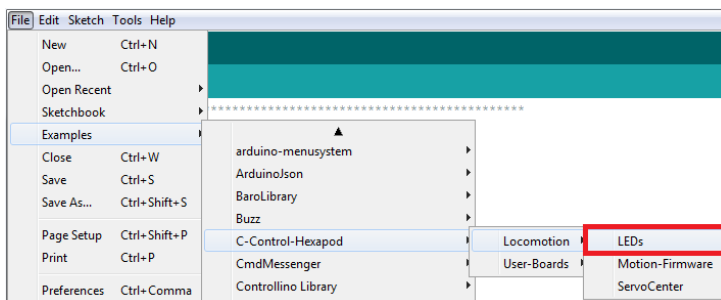 File Edit Sketch Tools Help
New Ctrl+N
Open... Ctrl+O
Open Recent
Sketchbook
Examples
Close Ctrl+W
Save Ctrl+S
Save As... Ctrl+Shift+S
Page Setup Ctrl+Shift+P
Print Ctrl+P
Preferences Ctrl+Comma
*******************************************
arduino-menusystem
ArduinoJson
BaroLibrary
Buzz
C-Control-Hexapod
CmdMessenger
Controllino Library
Locomotion
User-Boards
LEDs
Motion-Firmware
ServoCenter